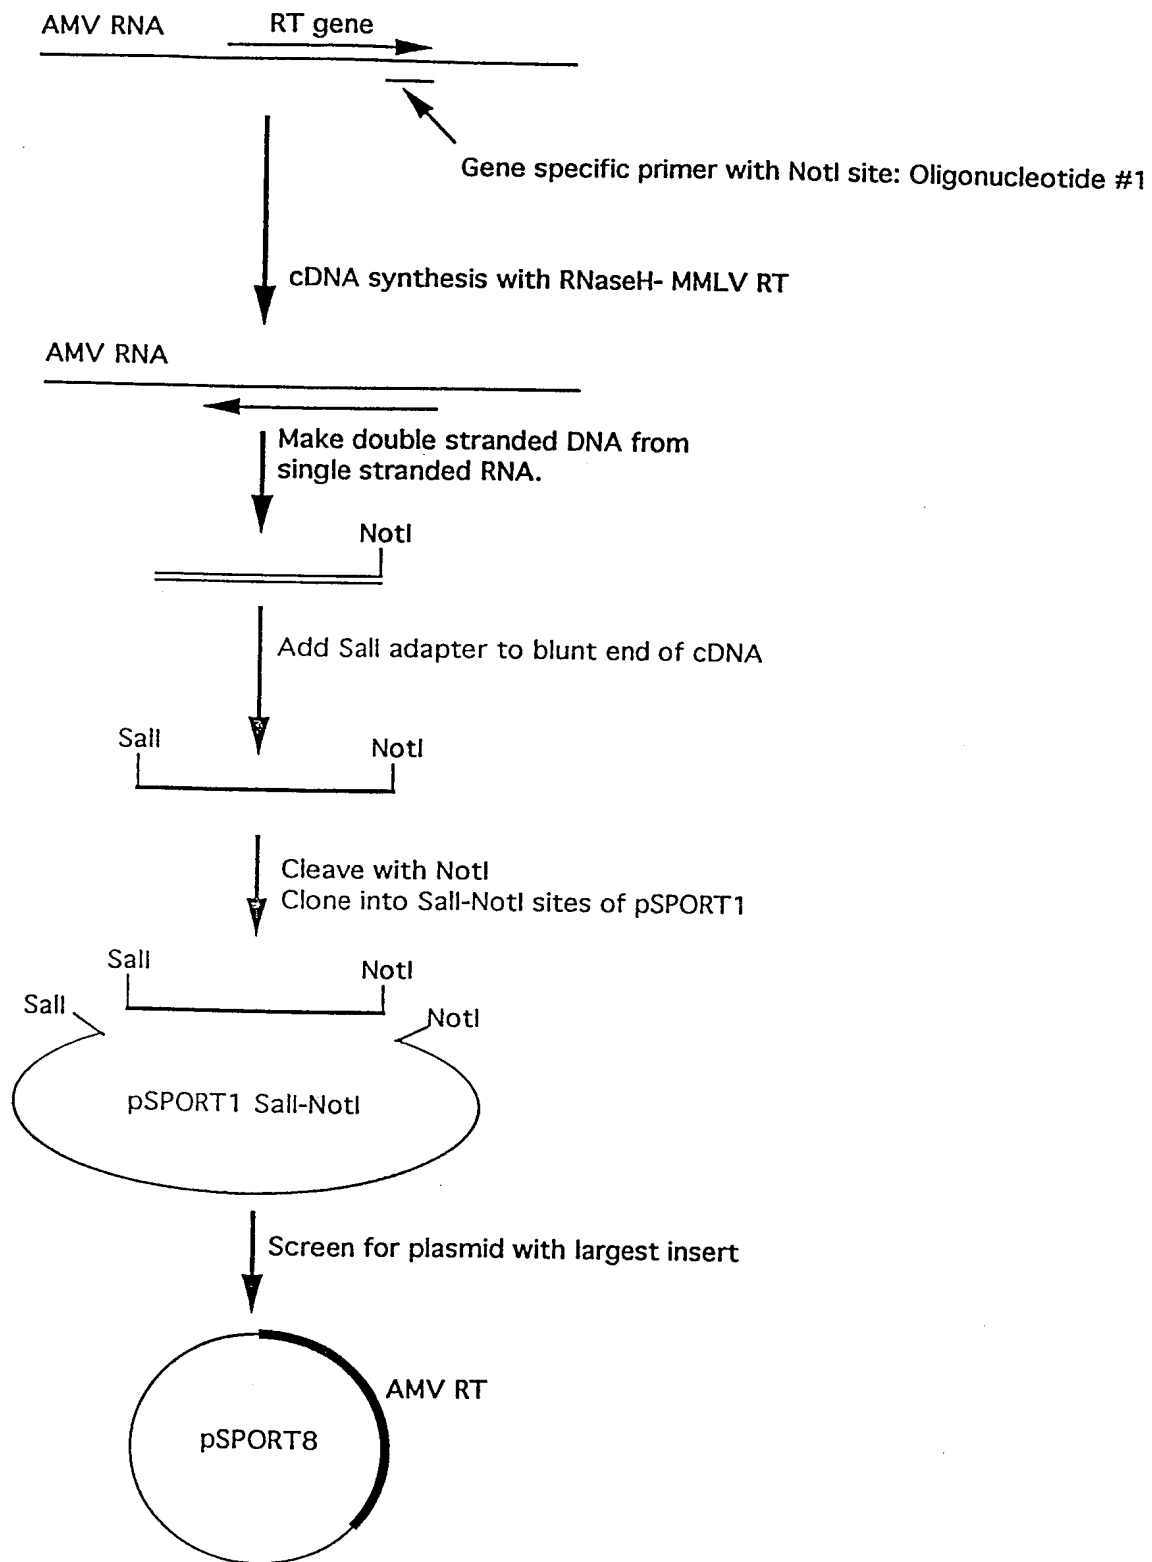 AMV RNA
RT gene
Gene specific primer with NotI site: Oligonucleotide #1
cDNA synthesis with RNaseH- MMLV RT
AMV RNA
Make double stranded DNA from
single stranded RNA.
NotI
Add SalI adapter to blunt end of cDNA
SalI
NotI
Cleave with NotI
Clone into SalI-NotI sites of pSPORT1
SalI
NotI
SalI
NotI
pSPORT1 SalI-NotI
Screen for plasmid with largest insert
AMV RT
pSPORT8